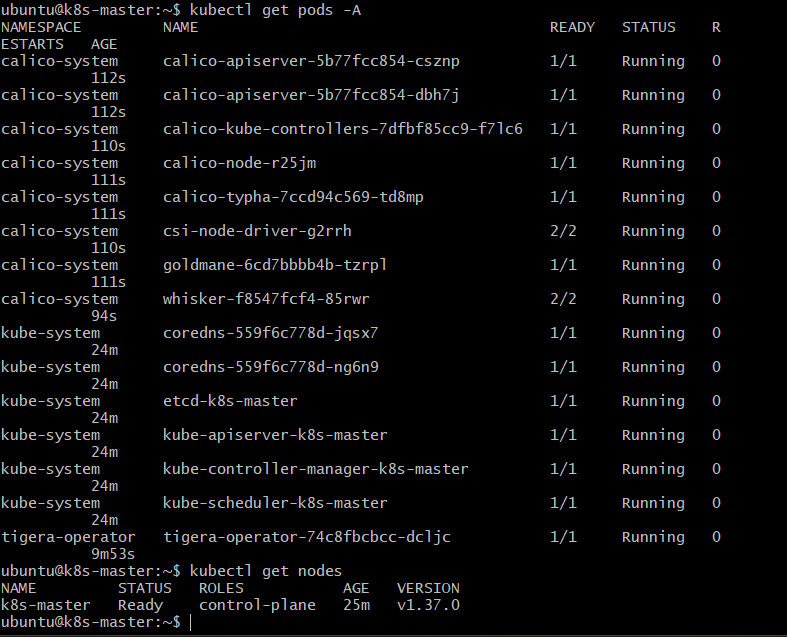 ubuntu@k8s-master:~$ kubectl get pods -A
NAMESPACE NAME READY STATUS R
ESTARTS AGE
calico-system calico-apiserver-5b77fcc854-csznp 1/1 Running 0
112s
calico-system calico-apiserver-5b77fcc854-dbh7j 1/1 Running 0
112s
calico-system calico-kube-controllers-7dfbf85cc9-f7lc6 1/1 Running 0
110s
calico-system calico-node-r25jm 1/1 Running 0
111s
calico-system calico-typha-7ccd94c569-td8mp 1/1 Running 0
111s
calico-system csi-node-driver-g2rrh 2/2 Running 0
110s
calico-system goldmane-6cd7bbbb4b-tzrpl 1/1 Running 0
111s
calico-system whisker-f8547fcf4-85rwr 2/2 Running 0
94s
kube-system coredns-559f6c778d-jqsx7 1/1 Running 0
24m
kube-system coredns-559f6c778d-ng6n9 1/1 Running 0
24m
kube-system etcd-k8s-master 1/1 Running 0
24m
kube-system kube-apiserver-k8s-master 1/1 Running 0
24m
kube-system kube-controller-manager-k8s-master 1/1 Running 0
24m
kube-system kube-scheduler-k8s-master 1/1 Running 0
24m
tigera-operator tigera-operator-74c8fbcbcc-dcljc 1/1 Running 0
9m53s
ubuntu@k8s-master:~$ kubectl get nodes
NAME STATUS ROLES AGE VERSION
k8s-master Ready control-plane 25m v1.37.0
ubuntu@k8s-master:~$